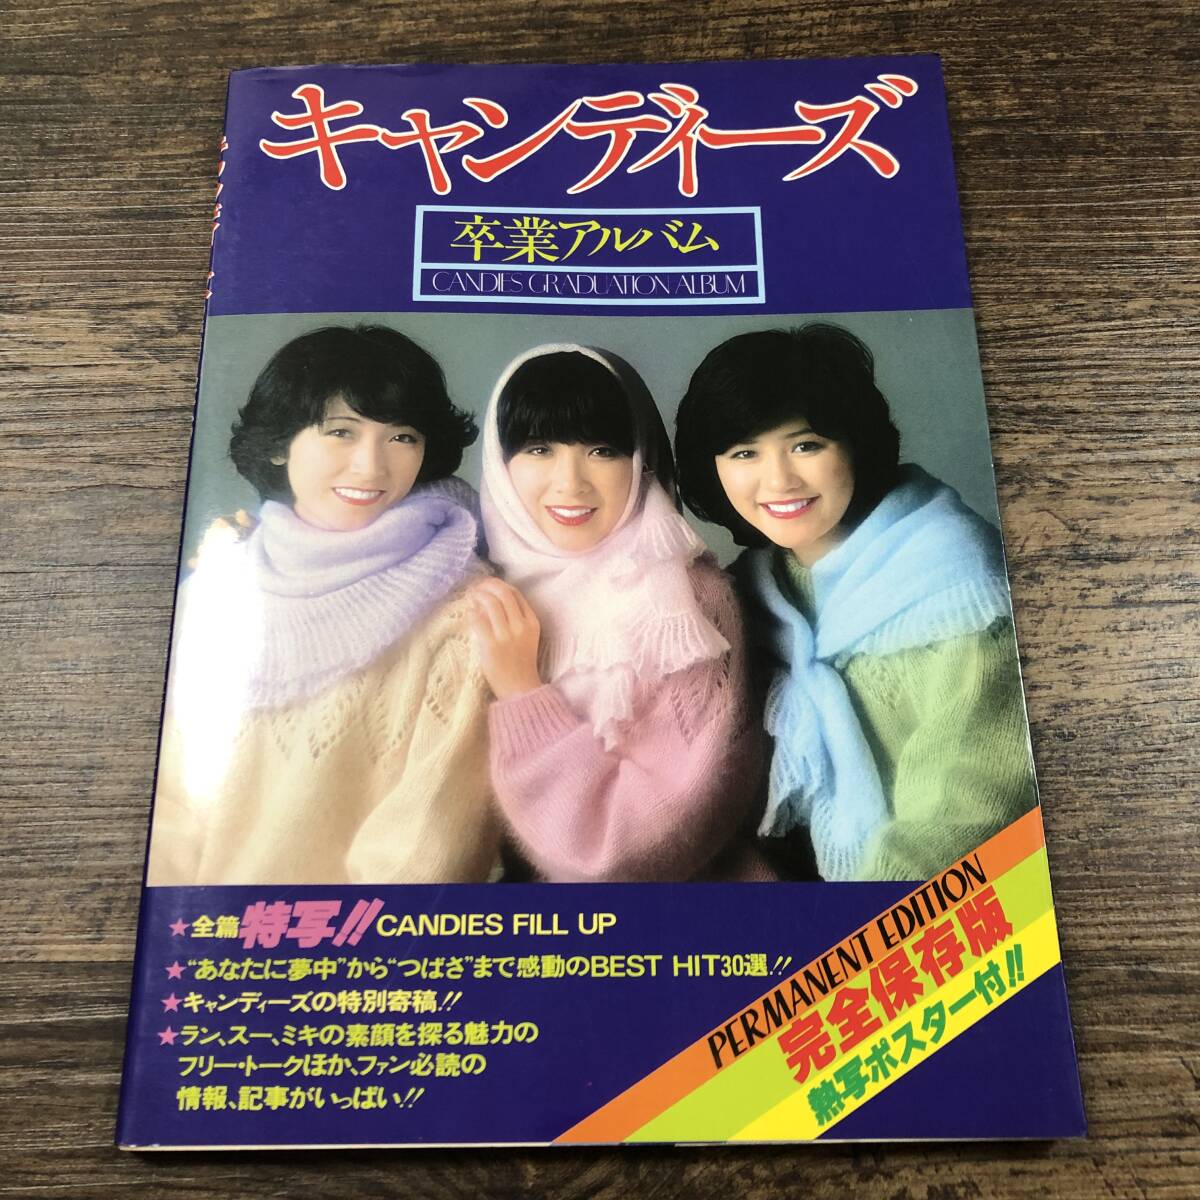 キャンディーズ
卒業アルバム
CANDIES GRADUATION ALBUM
★全篇特写!! CANDIES FILL UP
★“あなたに夢中”から“つばさ”まで感動のBEST HIT30選!!
★キャンディーズの特別寄稿!!
★ラン、スー、ミキの素顔を探る魅力の
フリー・トークほか、ファン必読の
情報、記事がいっぱい!!
PERMANENT EDITION
完全保存版
熱写ポスター付!!